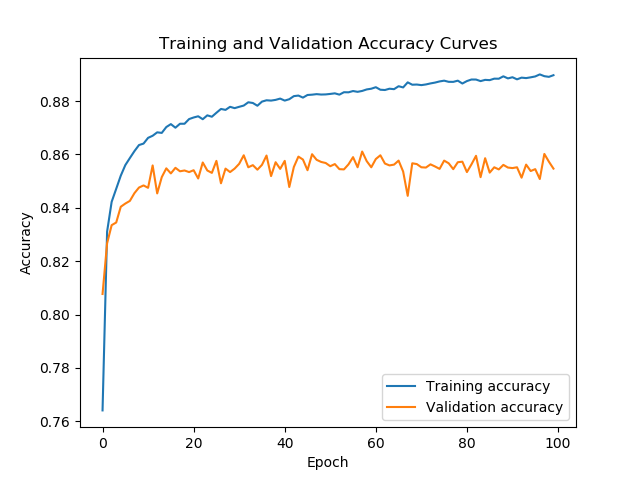 Training and Validation Accuracy Curves
Accuracy
0.88
0.86
0.84
0.82
0.80
0.78
0.76
0 20 40 60 80 100
Epoch
Training accuracy
Validation accuracy